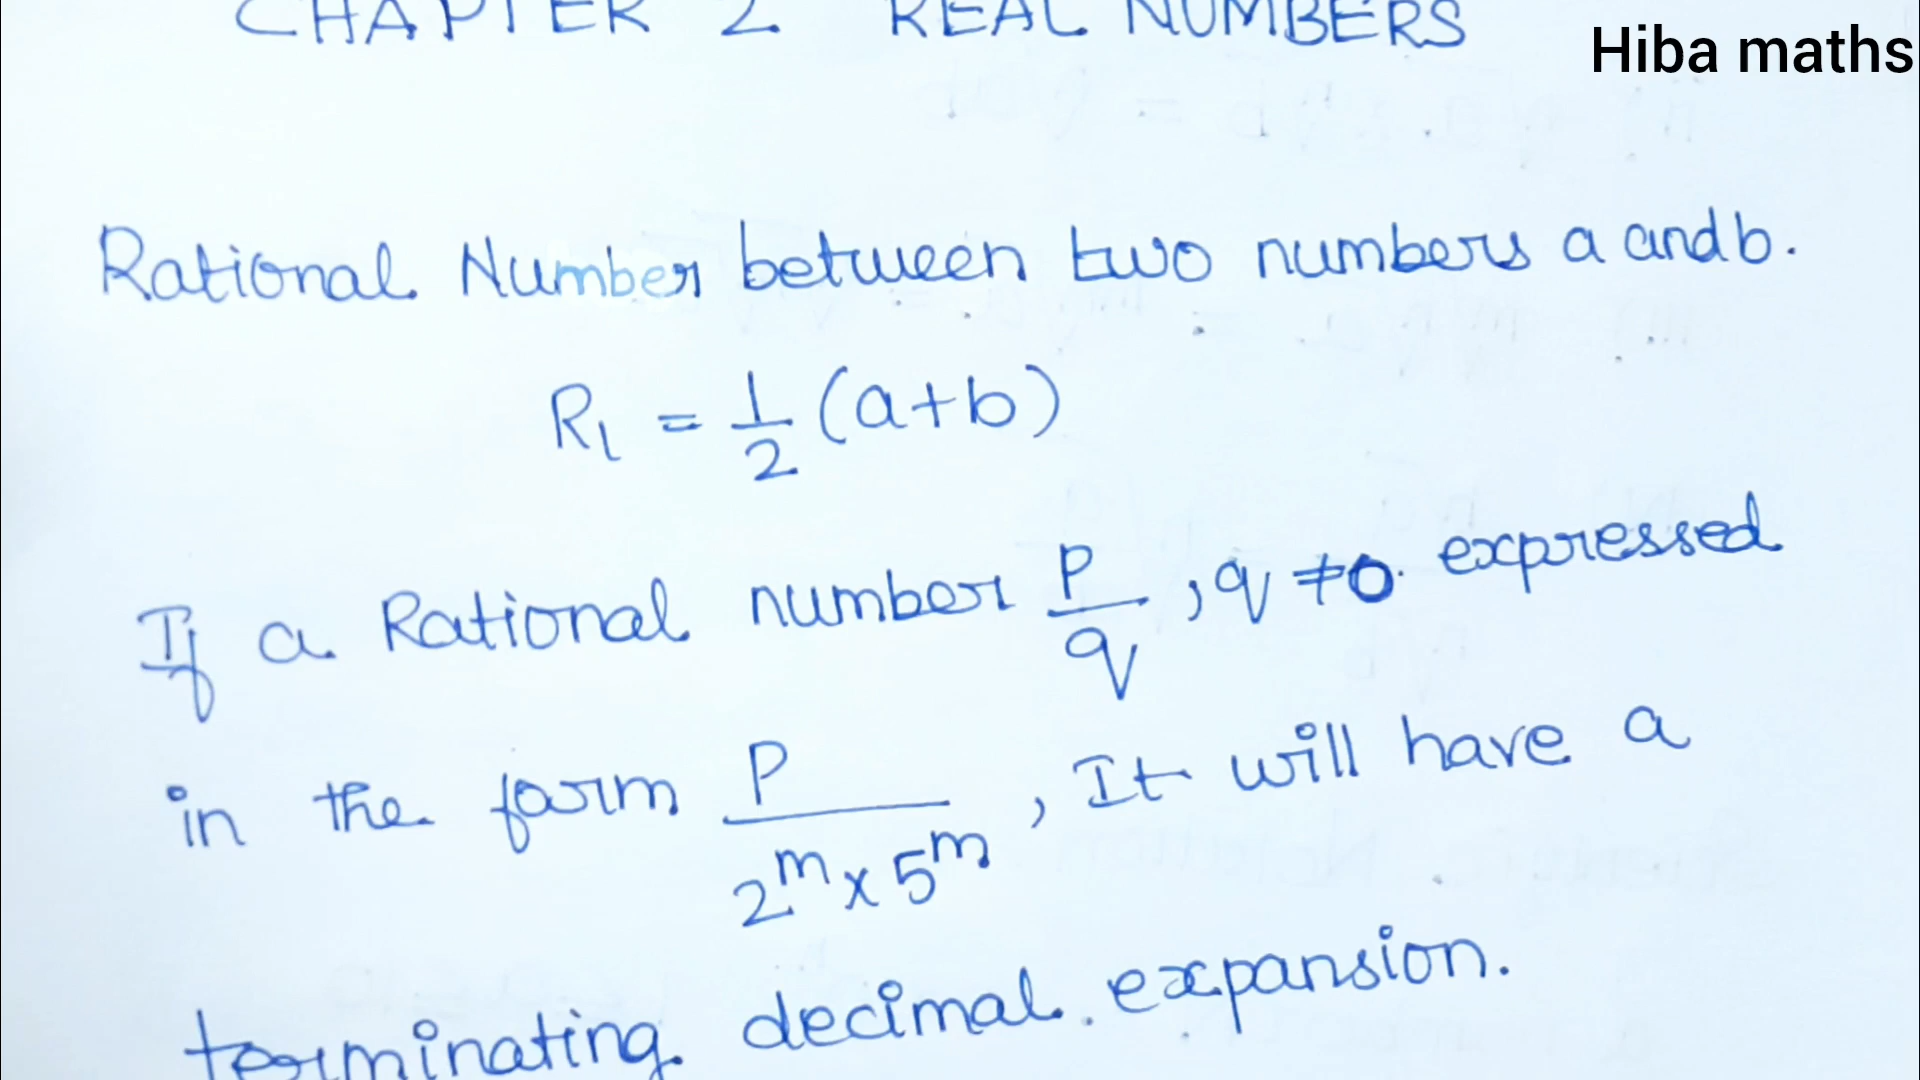 CHAPTER 2 REAL NUMBERS
Hiba maths
Rational Number between two numbers a and b.
R₁ = 1/2 (a+b)
If a Rational number P/q , q ≠ 0 expressed
in the form P/(2^m × 5^m) , It will have a
terminating decimal expansion.